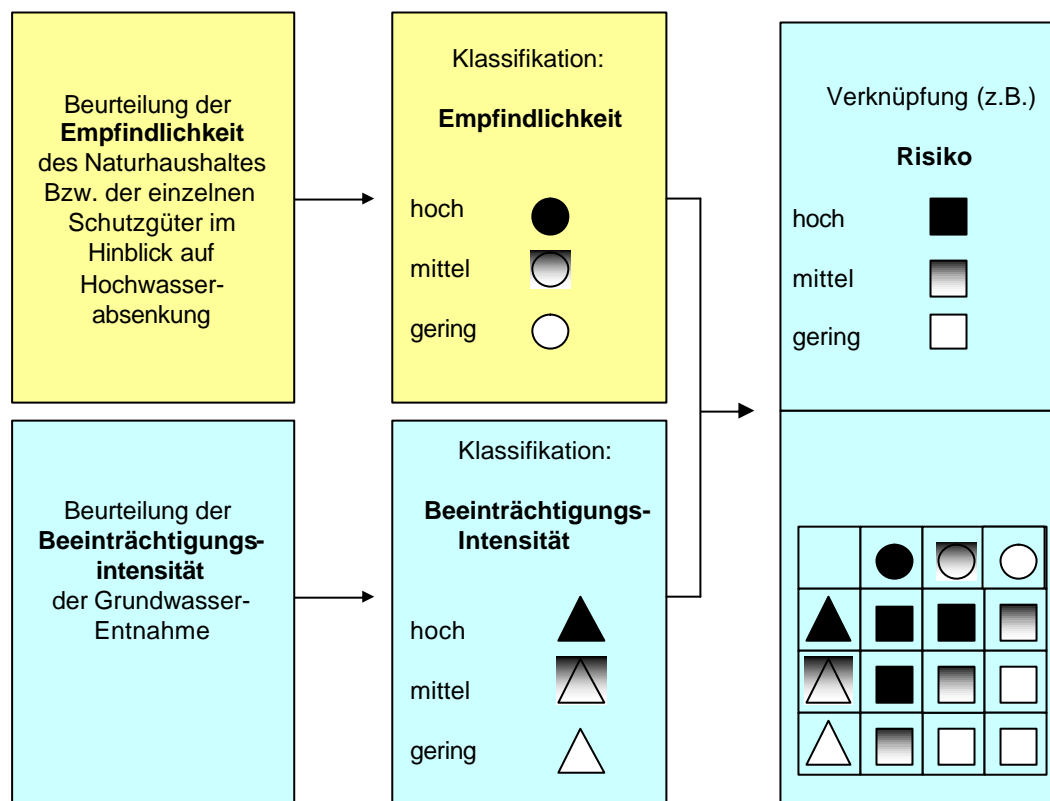 Beurteilung der
Empfindlichkeit
des Naturhaushaltes
Bzw. der einzelnen
Schutzgüter im
Hinblick auf
Hochwasser-
absenkung
Klassifikation:
Empfindlichkeit
hoch
mittel
gering
Verknüpfung (z.B.)
Risiko
hoch
mittel
gering
Beurteilung der
Beeinträchtigungs-
intensität
der Grundwasser-
Entnahme
Klassifikation:
Beeinträchtigungs-
Intensität
hoch
mittel
gering